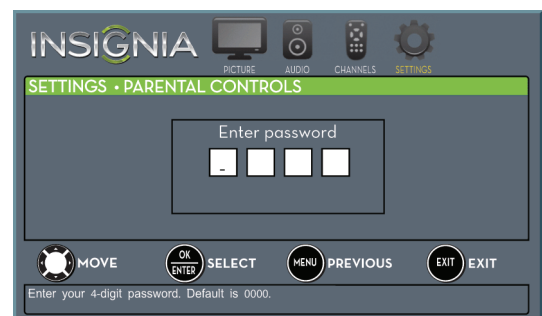 INSIGNIA
PICTURE AUDIO CHANNELS SETTINGS
SETTINGS • PARENTAL CONTROLS
Enter password
-
MOVE OK ENTER SELECT MENU PREVIOUS EXIT EXIT
Enter your 4-digit password. Default is 0000.